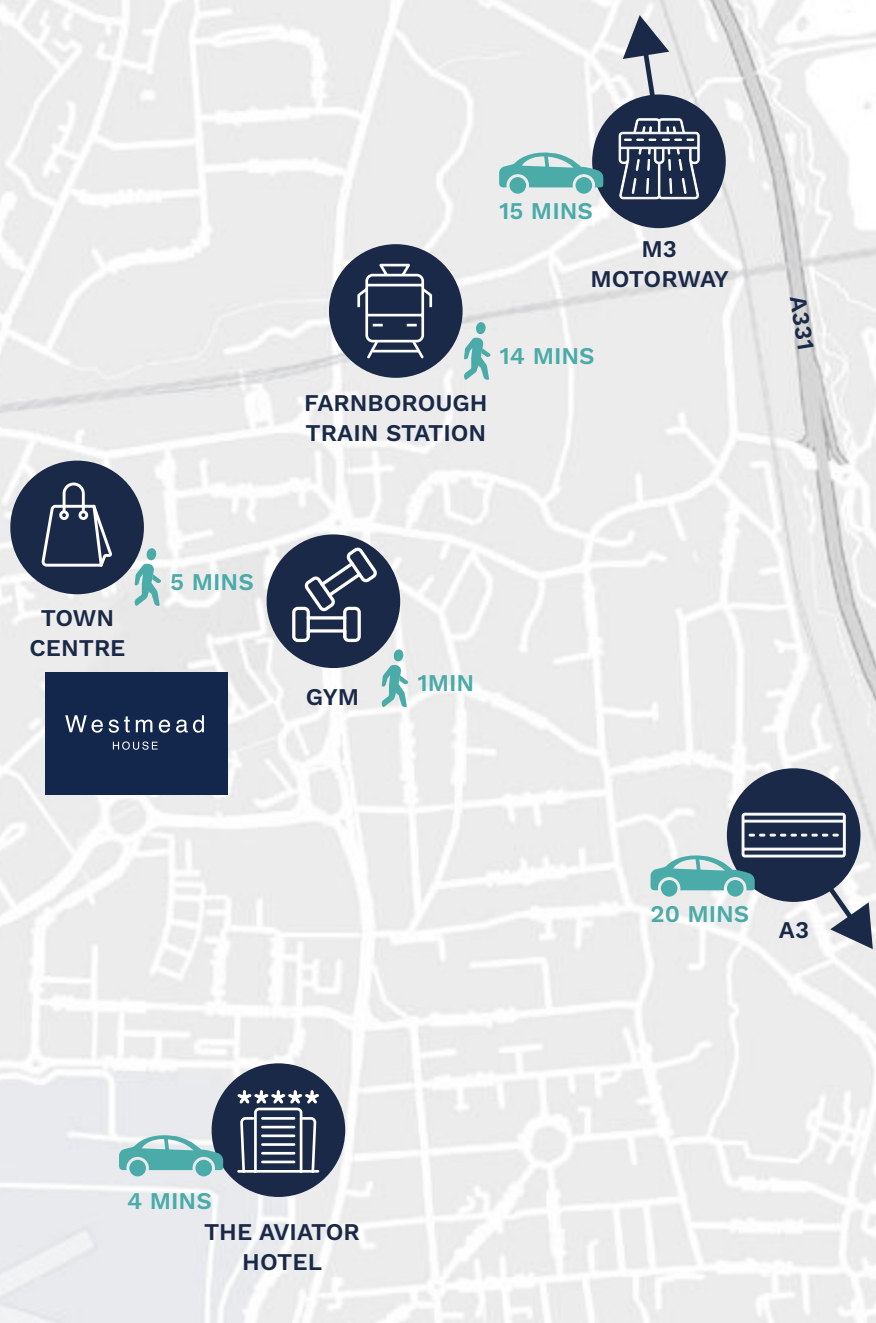 15 MINS
M3
MOTORWAY
A331
14 MINS
FARNBOROUGH
TRAIN STATION
5 MINS
TOWN
CENTRE
1MIN
GYM
Westmead
HOUSE
20 MINS
A3
★★★★★
4 MINS
THE AVIATOR
HOTEL